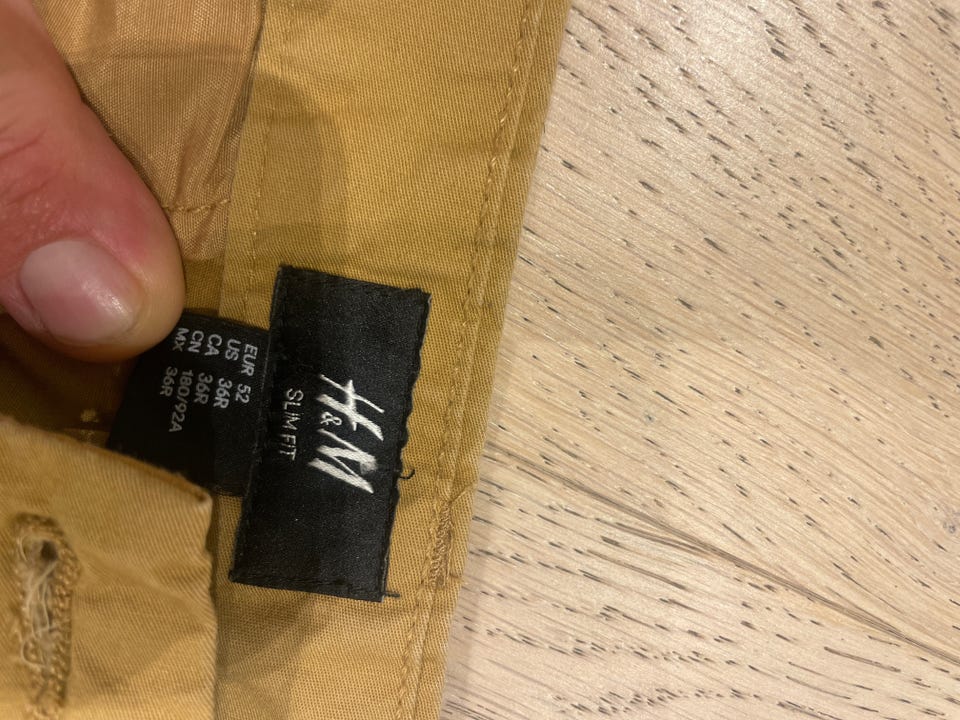 H&M
SLIM FIT
EUR 52
US 36R
CA 36R
CN 180/92A
MX 36R